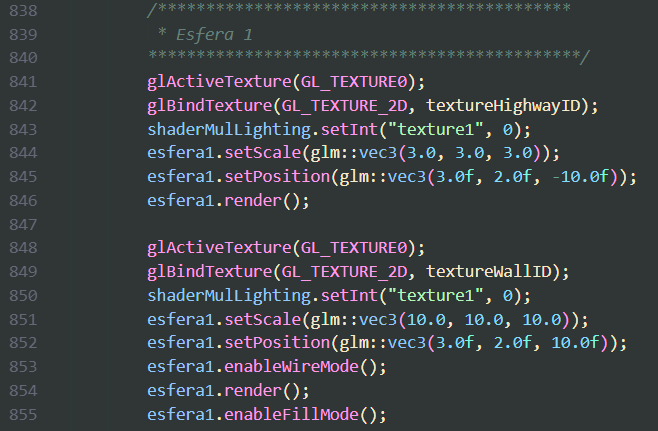 838 /*******************************************
839 * Esfera 1
840 *********************************************/
841 glActiveTexture(GL_TEXTURE0);
842 glBindTexture(GL_TEXTURE_2D, textureHighwayID);
843 shaderMulLighting.setInt("texture1", 0);
844 esfera1.setScale(glm::vec3(3.0, 3.0, 3.0));
845 esfera1.setPosition(glm::vec3(3.0f, 2.0f, -10.0f));
846 esfera1.render();
847
848 glActiveTexture(GL_TEXTURE0);
849 glBindTexture(GL_TEXTURE_2D, textureWallID);
850 shaderMulLighting.setInt("texture1", 0);
851 esfera1.setScale(glm::vec3(10.0, 10.0, 10.0));
852 esfera1.setPosition(glm::vec3(3.0f, 2.0f, 10.0f));
853 esfera1.enableWireMode();
854 esfera1.render();
855 esfera1.enableFillMode();